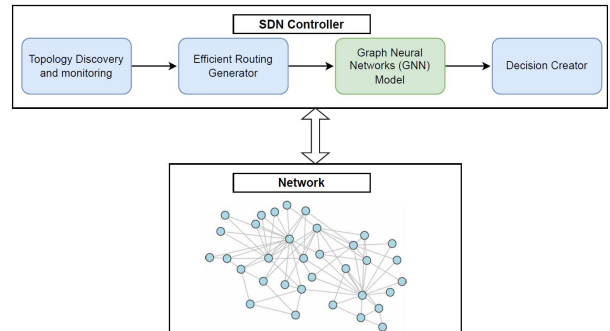 SDN Controller
Topology Discovery
and monitoring
Efficient Routing
Generator
Graph Neural
Networks (GNN)
Model
Decision Creator
Network